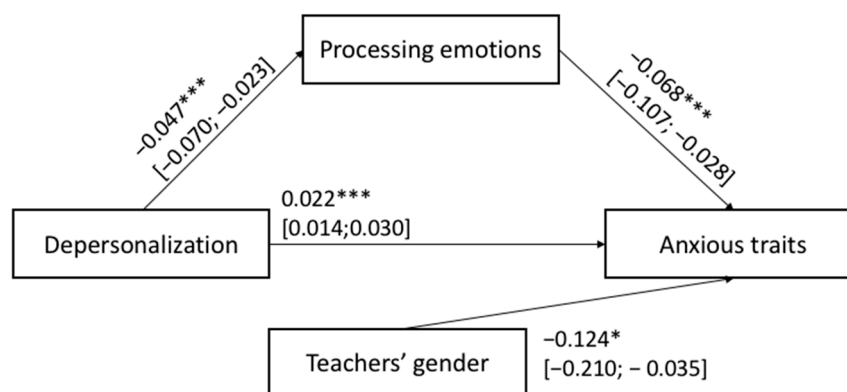 Processing emotions
−0.047***
[−0.070; −0.023]
−0.068***
[−0.107; −0.028]
Depersonalization
0.022***
[0.014;0.030]
Anxious traits
Teachers’ gender
−0.124*
[−0.210; − 0.035]